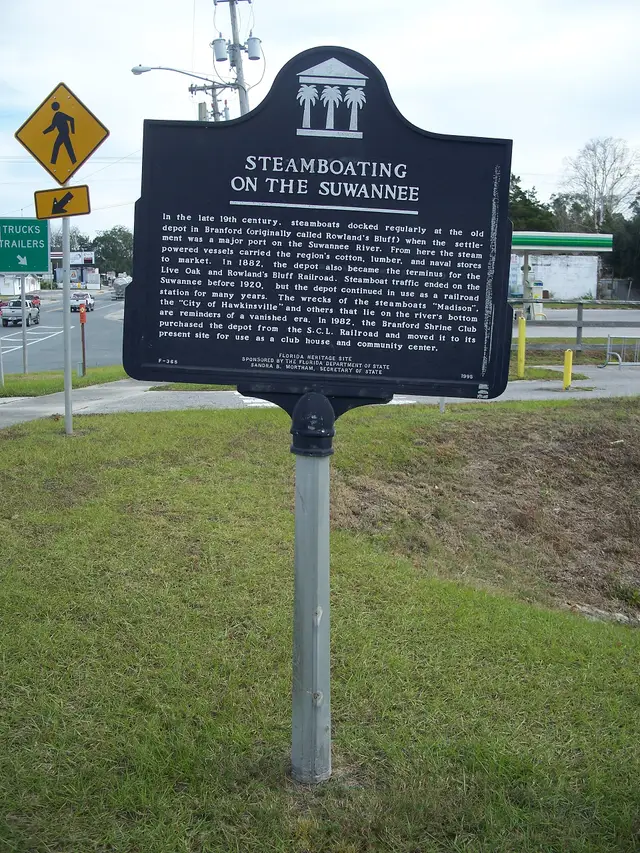 STEAMBOATING
ON THE SUWANNEE
In the late 19th century, steamboats docked regularly at the old
depot in Branford (originally called Rowland's Bluff) when the settle-
ment was a major port on the Suwannee River. From here the steam
powered vessels carried the region's cotton, lumber, and naval stores
to market. In 1882, the depot also became the terminus for the
Live Oak and Rowland's Bluff Railroad. Steamboat traffic ended on the
Suwannee before 1920, but the depot continued in use as a railroad
station for many years. The wrecks of the steamboats "Madison",
the "City of Hawkinsville" and others that lie on the river's bottom
are reminders of a vanished era. In 1982, the Branford Shrine Club
purchased the depot from the S.C.L. Railroad and moved it to its
present site for use as a club house and community center.
FLORIDA HERITAGE SITE
SPONSORED BY THE FLORIDA DEPARTMENT OF STATE
SANDRA B. MORTHAM, SECRETARY OF STATE
F-385
1995
TRUCKS
TRAILERS